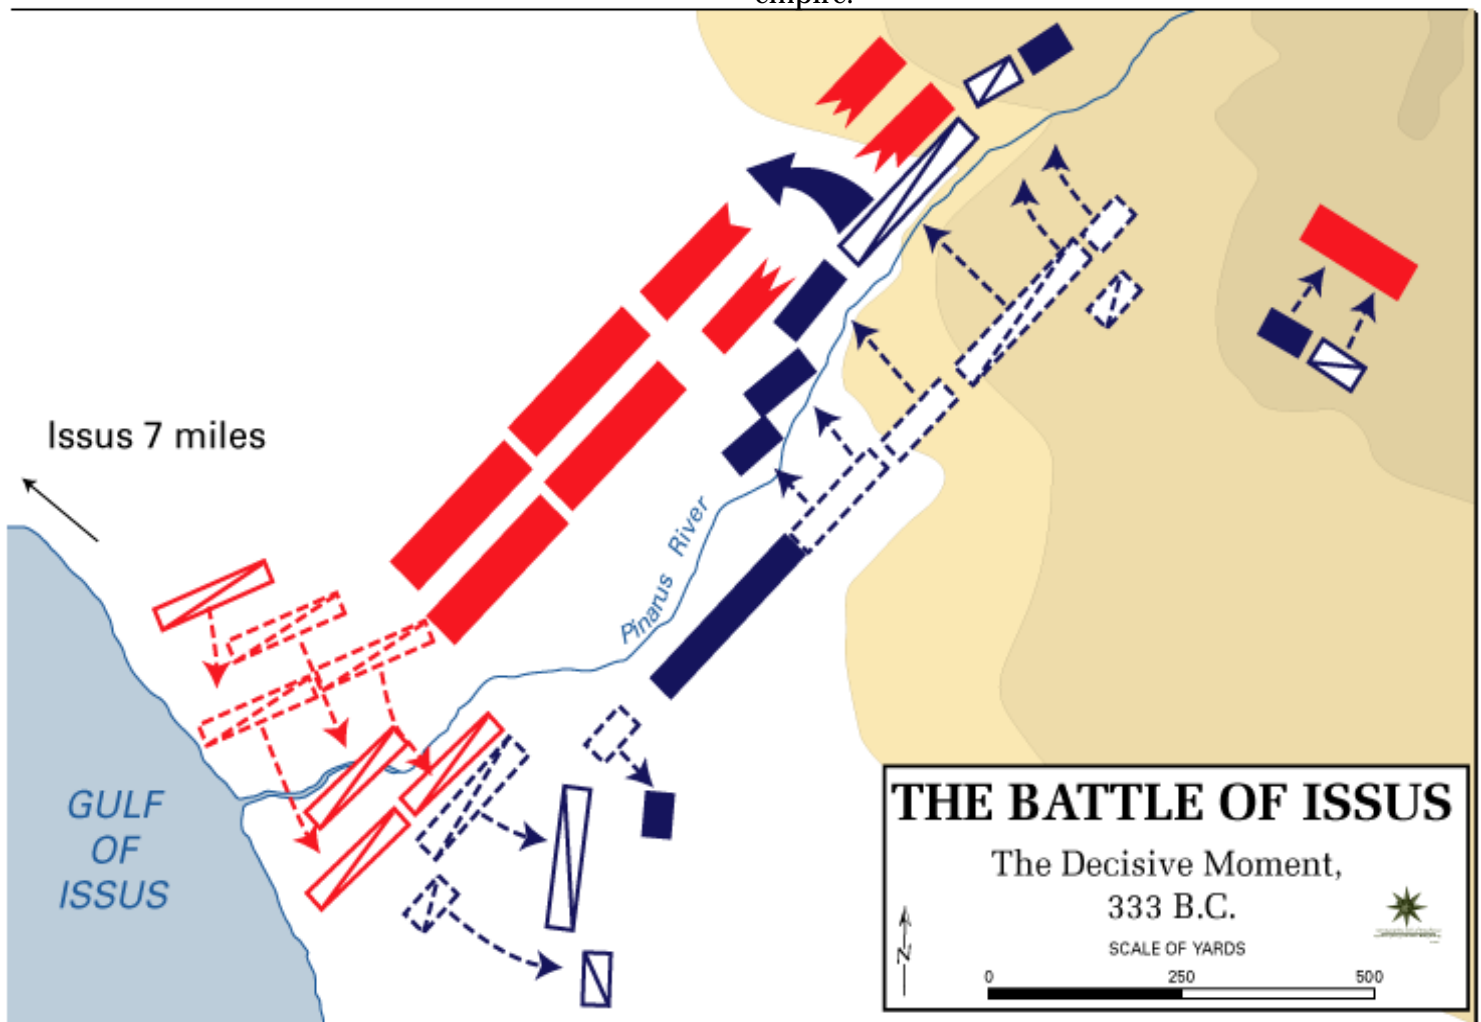 empire.
Issus 7 miles
Pinarus River
GULF
OF
ISSUS
THE BATTLE OF ISSUS
The Decisive Moment,
333 B.C.
SCALE OF YARDS
0 250 500
N